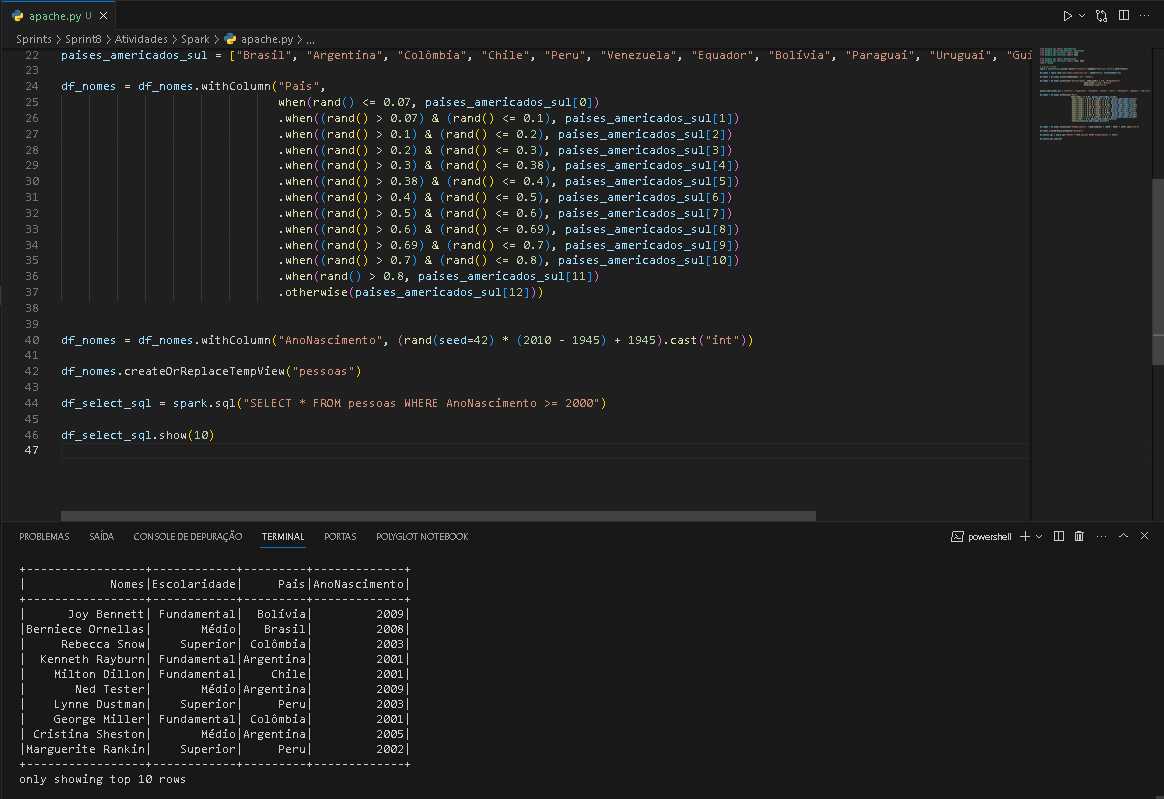 apache.py U
Sprints > Sprint8 > Atividades > Spark > apache.py > ...
22 paises_americados_sul = ["Brasil", "Argentina", "Colômbia", "Chile", "Peru", "Venezuela", "Equador", "Bolívia", "Paraguai", "Uruguai", "Gui
23
24 df_nomes = df_nomes.withColumn("Pais",
25 when(rand() <= 0.07, paises_americados_sul[0])
26 .when((rand() > 0.07) & (rand() <= 0.1), paises_americados_sul[1])
27 .when((rand() > 0.1) & (rand() <= 0.2), paises_americados_sul[2])
28 .when((rand() > 0.2) & (rand() <= 0.3), paises_americados_sul[3])
29 .when((rand() > 0.3) & (rand() <= 0.38), paises_americados_sul[4])
30 .when((rand() > 0.38) & (rand() <= 0.4), paises_americados_sul[5])
31 .when((rand() > 0.4) & (rand() <= 0.5), paises_americados_sul[6])
32 .when((rand() > 0.5) & (rand() <= 0.6), paises_americados_sul[7])
33 .when((rand() > 0.6) & (rand() <= 0.69), paises_americados_sul[8])
34 .when((rand() > 0.69) & (rand() <= 0.7), paises_americados_sul[9])
35 .when((rand() > 0.7) & (rand() <= 0.8), paises_americados_sul[10])
36 .when(rand() > 0.8, paises_americados_sul[11])
37 .otherwise(paises_americados_sul[12]))
38
39
40 df_nomes = df_nomes.withColumn("AnoNascimento", (rand(seed=42) * (2010 - 1945) + 1945).cast("int"))
41
42 df_nomes.createOrReplaceTempView("pessoas")
43
44 df_select_sql = spark.sql("SELECT * FROM pessoas WHERE AnoNascimento >= 2000")
45
46 df_select_sql.show(10)
47
PROBLEMAS SAÍDA CONSOLE DE DEPURAÇÃO TERMINAL PORTAS POLYGLOT NOTEBOOK powershell
+-----------------+------------+---------+-------------+
|            Nomes|Escolaridade|     Pais|AnoNascimento|
+-----------------+------------+---------+-------------+
|      Joy Bennett| Fundamental|  Bolívia|         2009|
|Berniece Ornellas|       Médio|   Brasil|         2008|
|     Rebecca Snow|    Superior| Colômbia|         2003|
|  Kenneth Rayburn| Fundamental|Argentina|         2001|
|    Milton Dillon| Fundamental|    Chile|         2001|
|       Ned Tester|       Médio|Argentina|         2009|
|    Lynne Dustman|    Superior|     Peru|         2003|
|    George Miller| Fundamental| Colômbia|         2001|
| Cristina Sheston|       Médio|Argentina|         2005|
|Marguerite Rankin|    Superior|     Peru|         2002|
+-----------------+------------+---------+-------------+
only showing top 10 rows